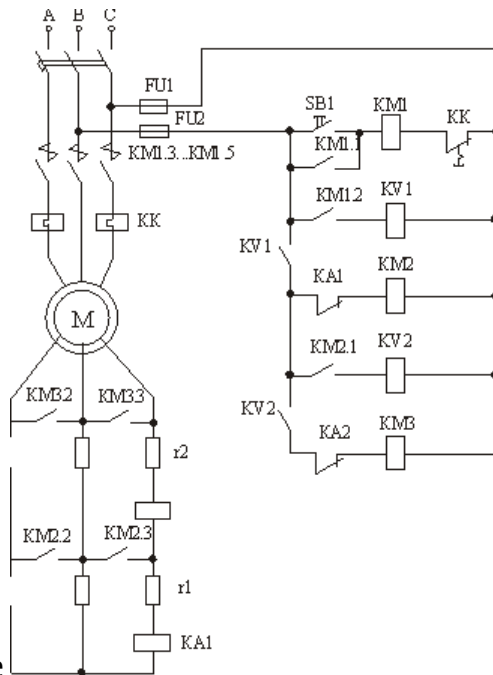 A B C
FU1
FU2
SB1
KM1
KK
KM1.1
KM1.3...KM1.5
KM1.2
KV1
KK
KV1
KA1
KM2
M
KM2.1
KV2
KM3.2
KM3.3
KV2
KA2
KM3
r2
KM2.2
KM2.3
r1
KA1
e